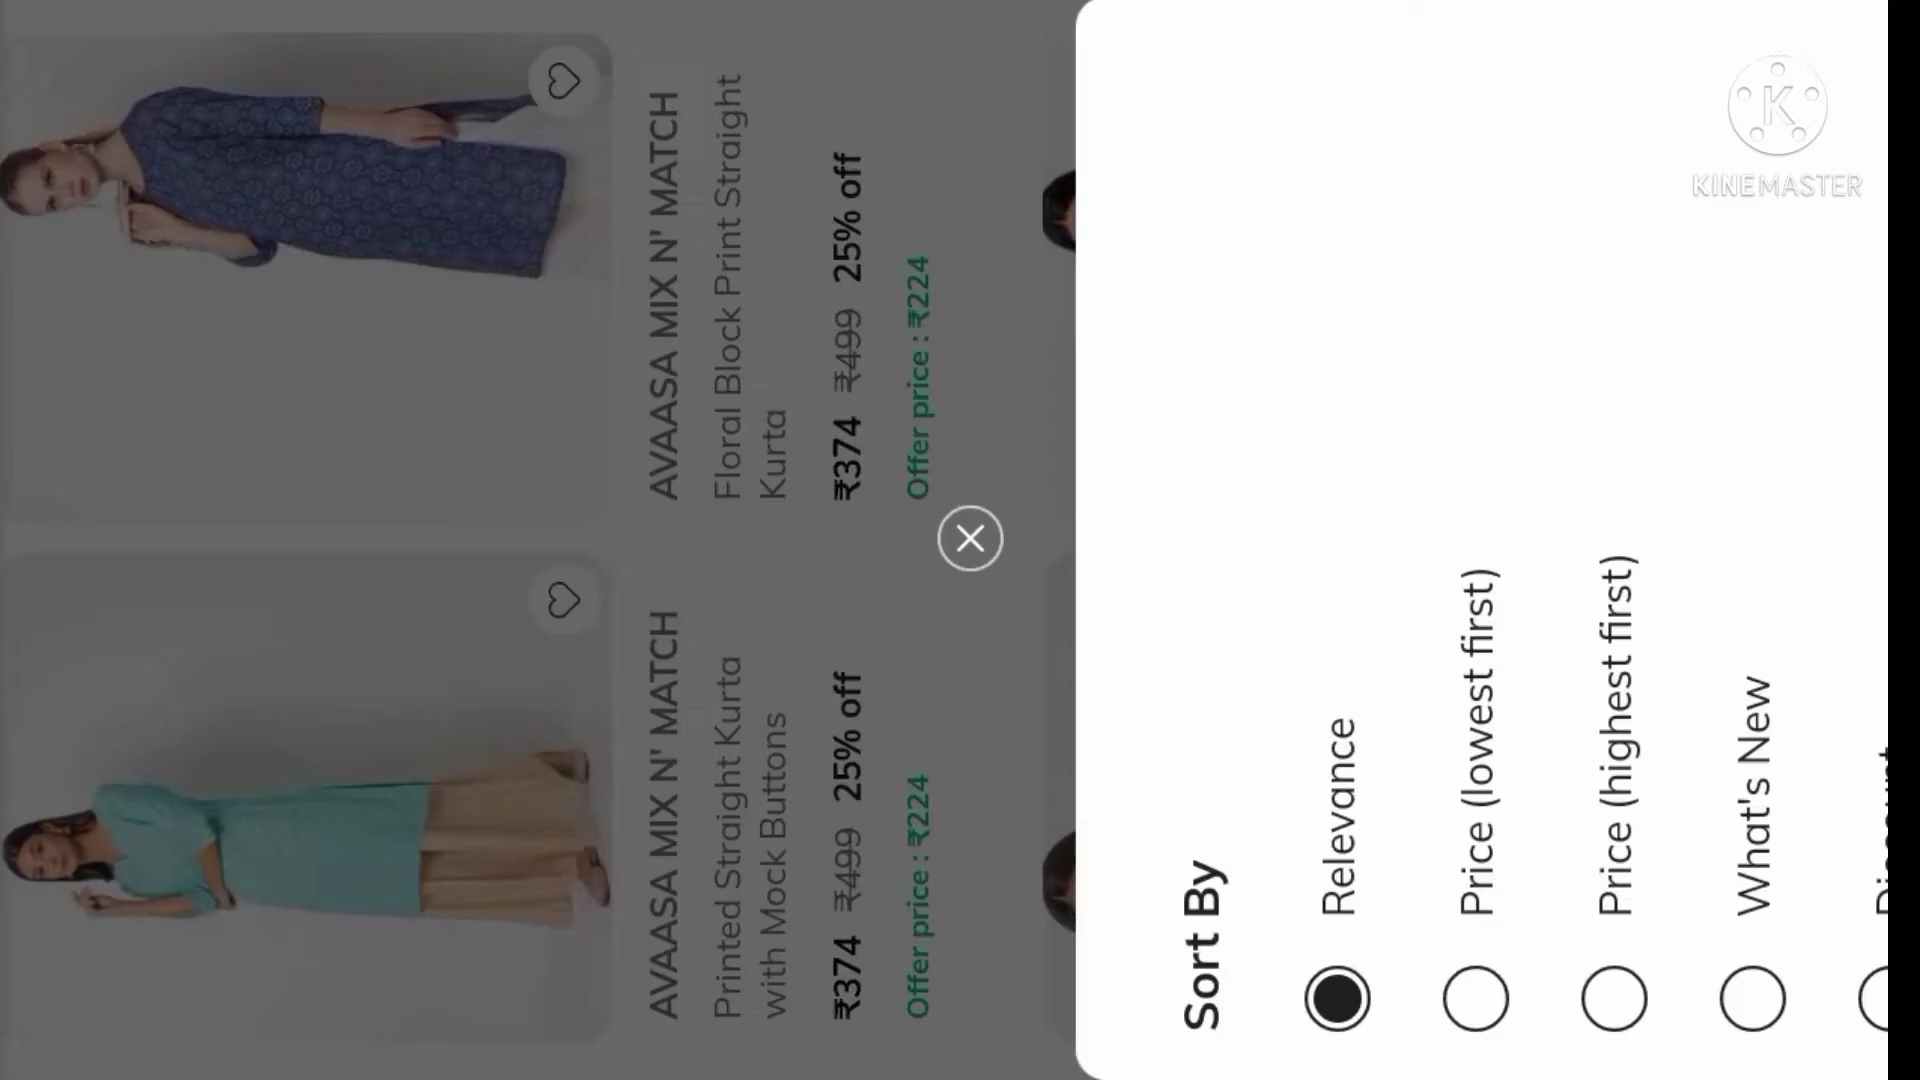 AVAASA MIX N' MATCH
Printed Straight Kurta
with Mock Buttons
₹374 ₹499 25% off
Offer price : ₹224
AVAASA MIX N' MATCH
Floral Block Print Straight
Kurta
₹374 ₹499 25% off
Offer price : ₹224
Sort By
Relevance
Price (lowest first)
Price (highest first)
What's New
KINEMASTER